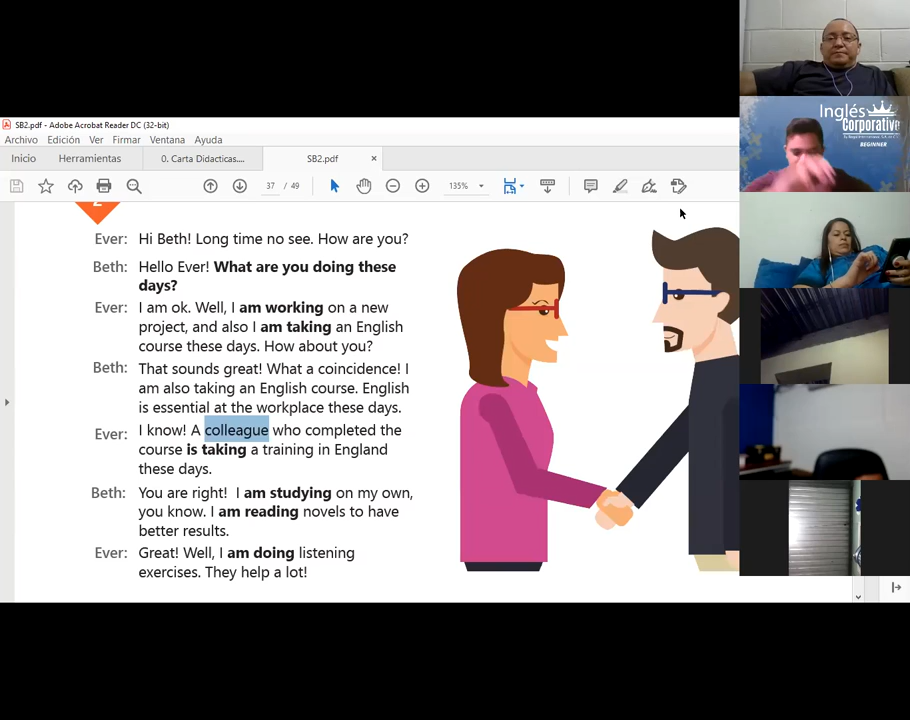 SB2.pdf - Adobe Acrobat Reader DC (32-bit)
Archivo Edición Ver Firmar Ventana Ayuda
Inicio Herramientas 0. Carta Didacticas.... SB2.pdf ×
37 / 49 135%
2
Ever: Hi Beth! Long time no see. How are you?
Beth: Hello Ever! What are you doing these
days?
Ever: I am ok. Well, I am working on a new
project, and also I am taking an English
course these days. How about you?
Beth: That sounds great! What a coincidence! I
am also taking an English course. English
is essential at the workplace these days.
Ever: I know! A colleague who completed the
course is taking a training in England
these days.
Beth: You are right! I am studying on my own,
you know. I am reading novels to have
better results.
Ever: Great! Well, I am doing listening
exercises. They help a lot!
Inglés
Corporativo
BEGINNER